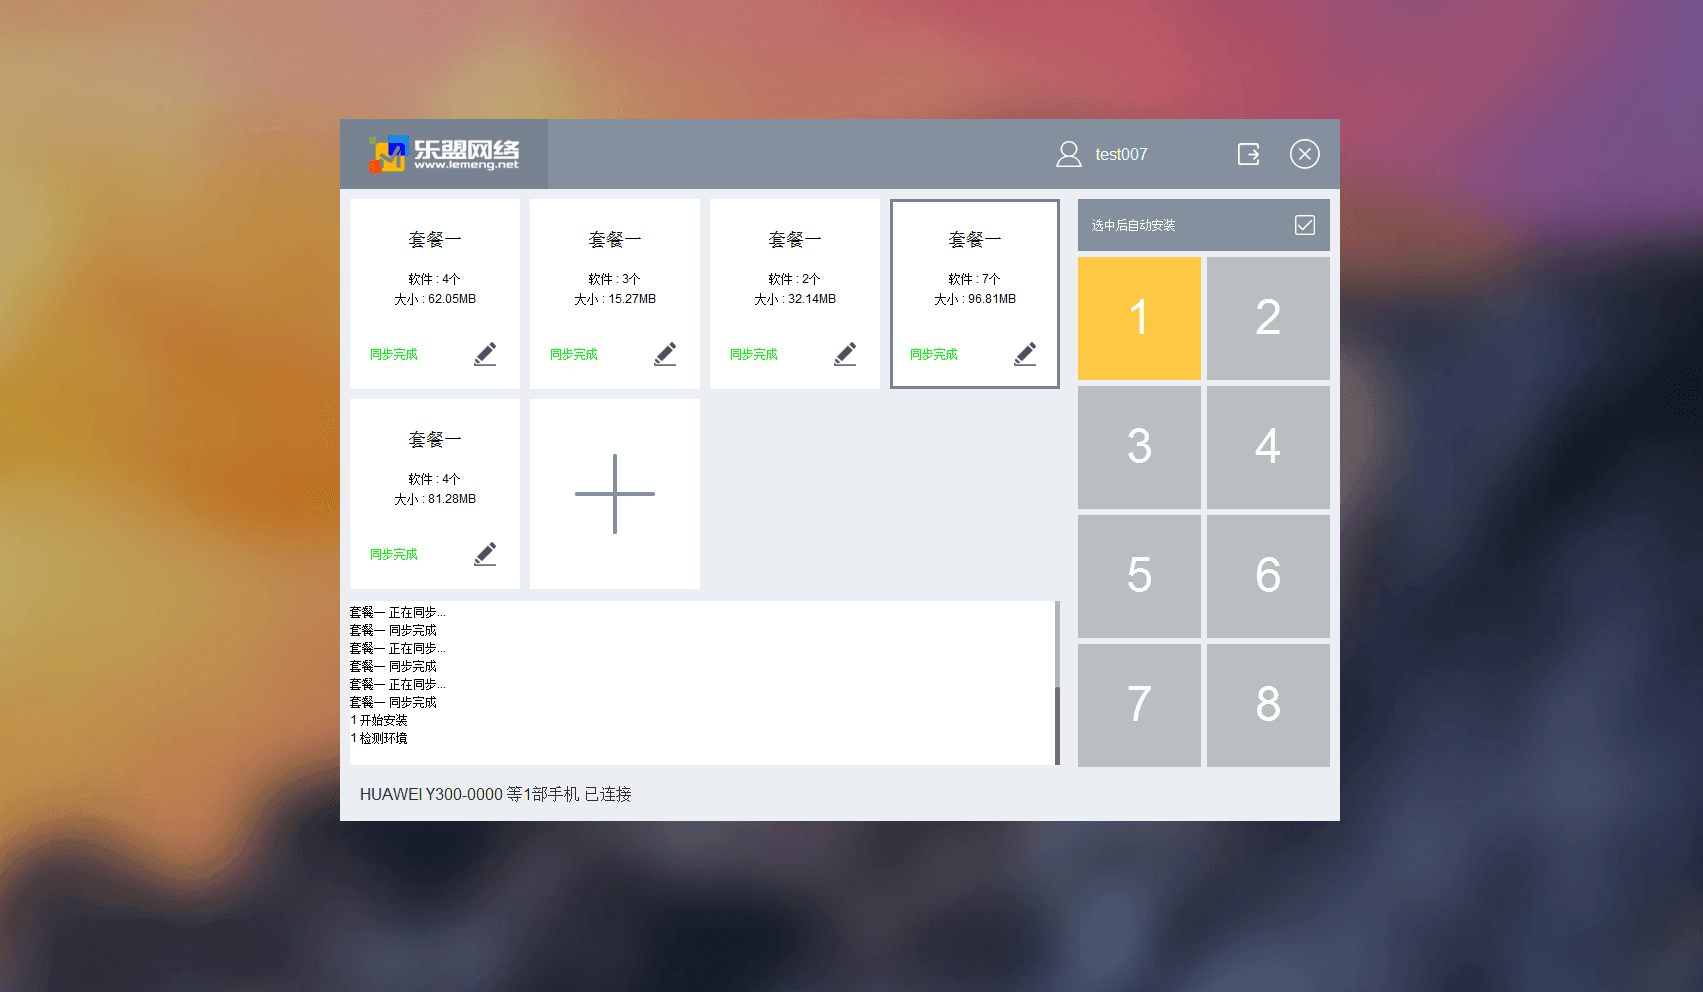 乐盟网络
www.lemeng.net
test007
套餐一
软件 : 4个
大小 : 62.05MB
同步完成
套餐一
软件 : 3个
大小 : 15.27MB
同步完成
套餐一
软件 : 2个
大小 : 32.14MB
同步完成
套餐一
软件 : 7个
大小 : 96.81MB
同步完成
套餐一
软件 : 4个
大小 : 81.28MB
同步完成
选中后自动安装
1
2
3
4
5
6
7
8
套餐一 正在同步...
套餐一 同步完成
套餐一 正在同步...
套餐一 同步完成
套餐一 正在同步...
套餐一 同步完成
1 开始安装
1 检测环境
HUAWEI Y300-0000 等1部手机 已连接